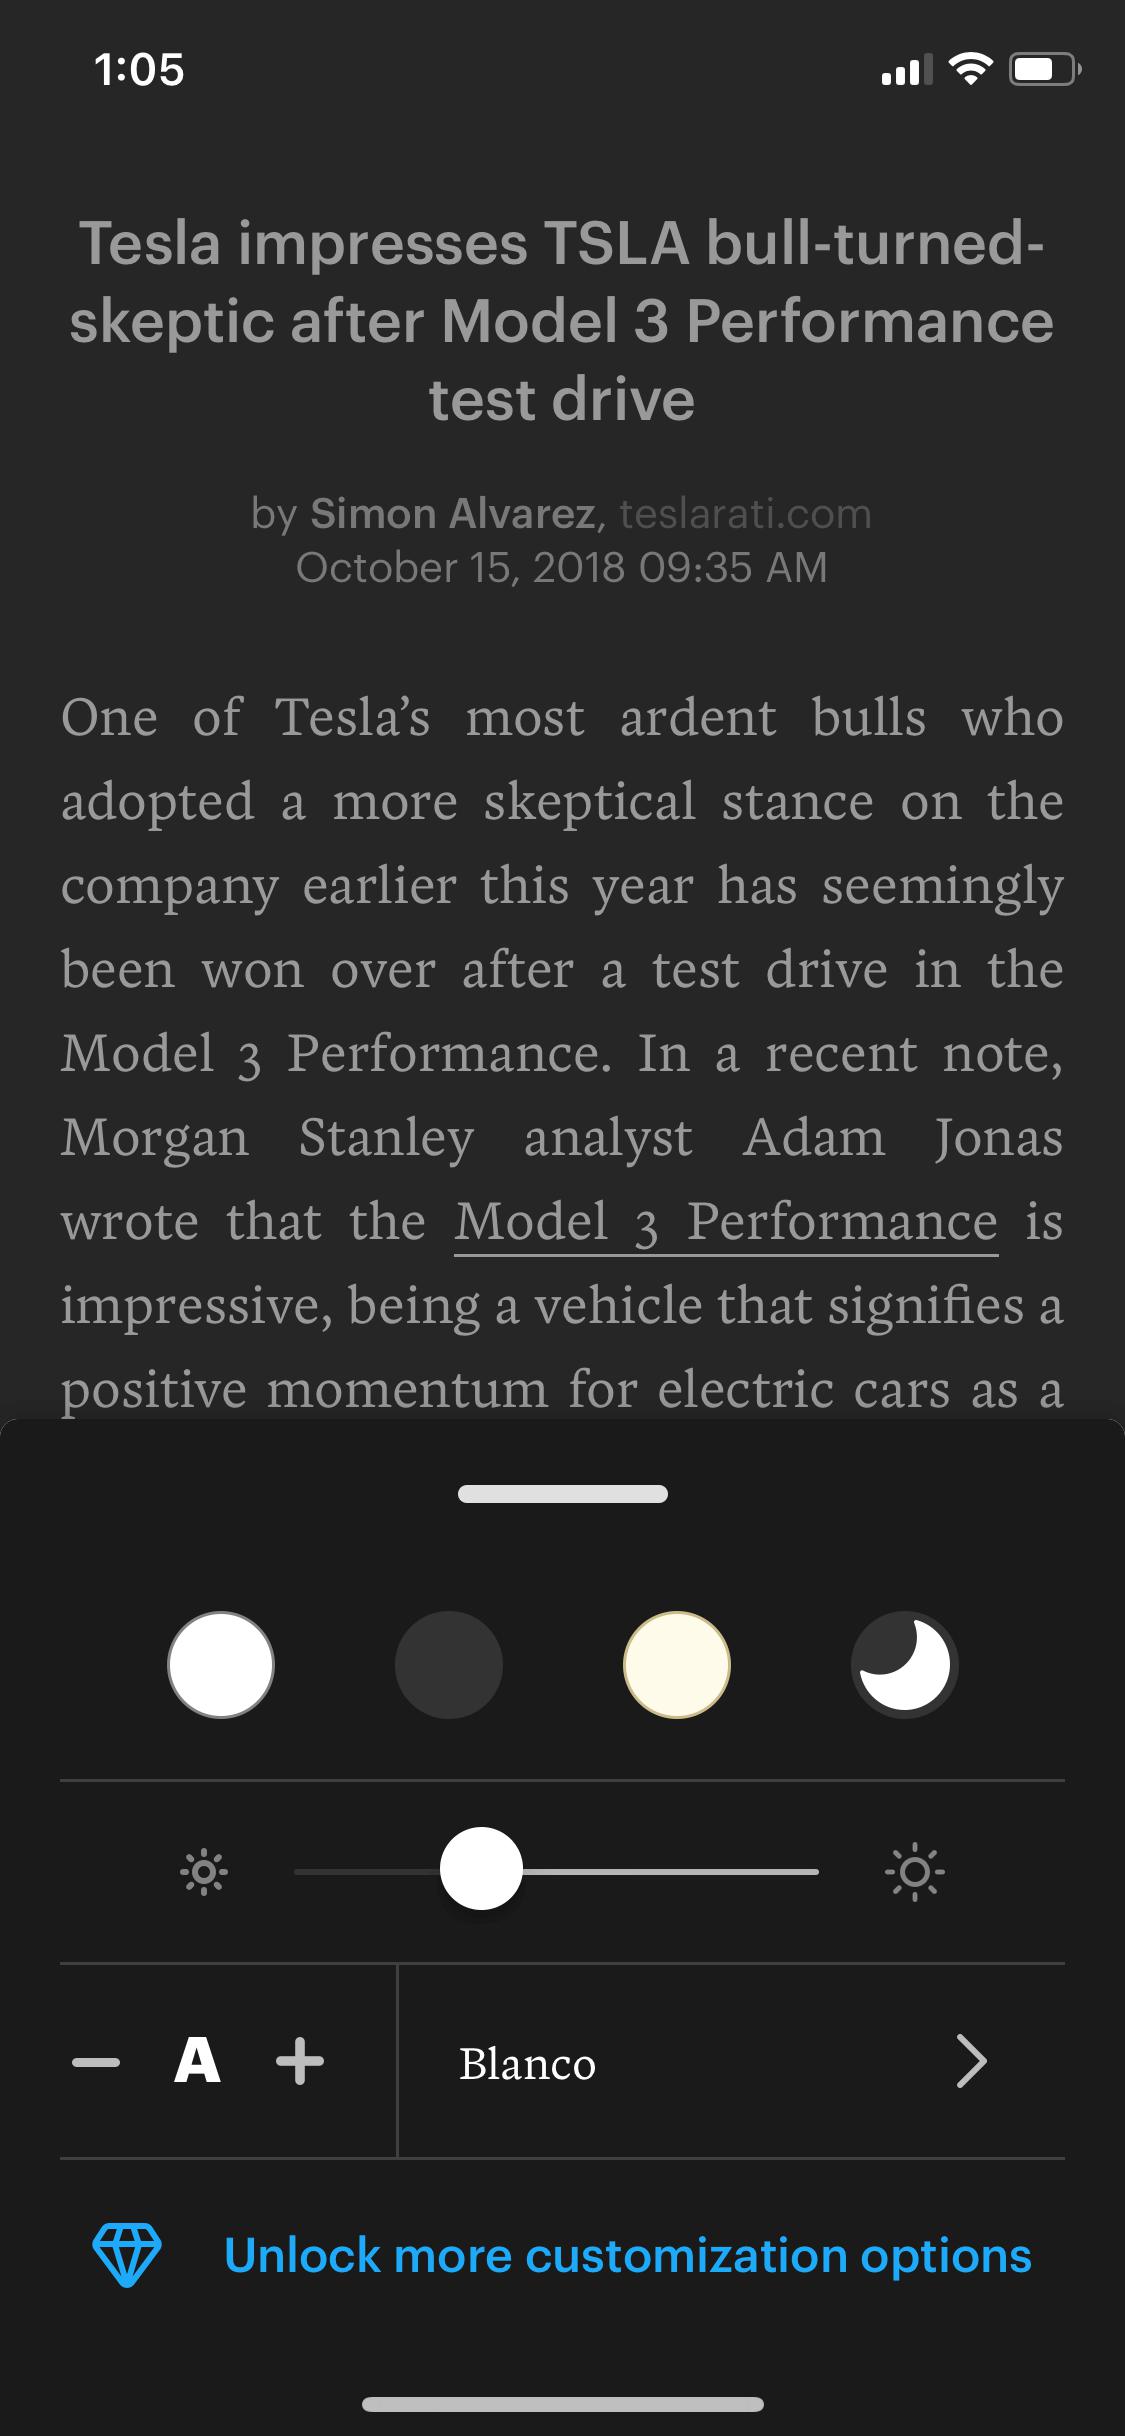 1:05
Tesla impresses TSLA bull-turned-
skeptic after Model 3 Performance
test drive
by Simon Alvarez, teslarati.com
October 15, 2018 09:35 AM
One of Tesla’s most ardent bulls who
adopted a more skeptical stance on the
company earlier this year has seemingly
been won over after a test drive in the
Model 3 Performance. In a recent note,
Morgan Stanley analyst Adam Jonas
wrote that the Model 3 Performance is
impressive, being a vehicle that signifies a
positive momentum for electric cars as a
A
Blanco
Unlock more customization options